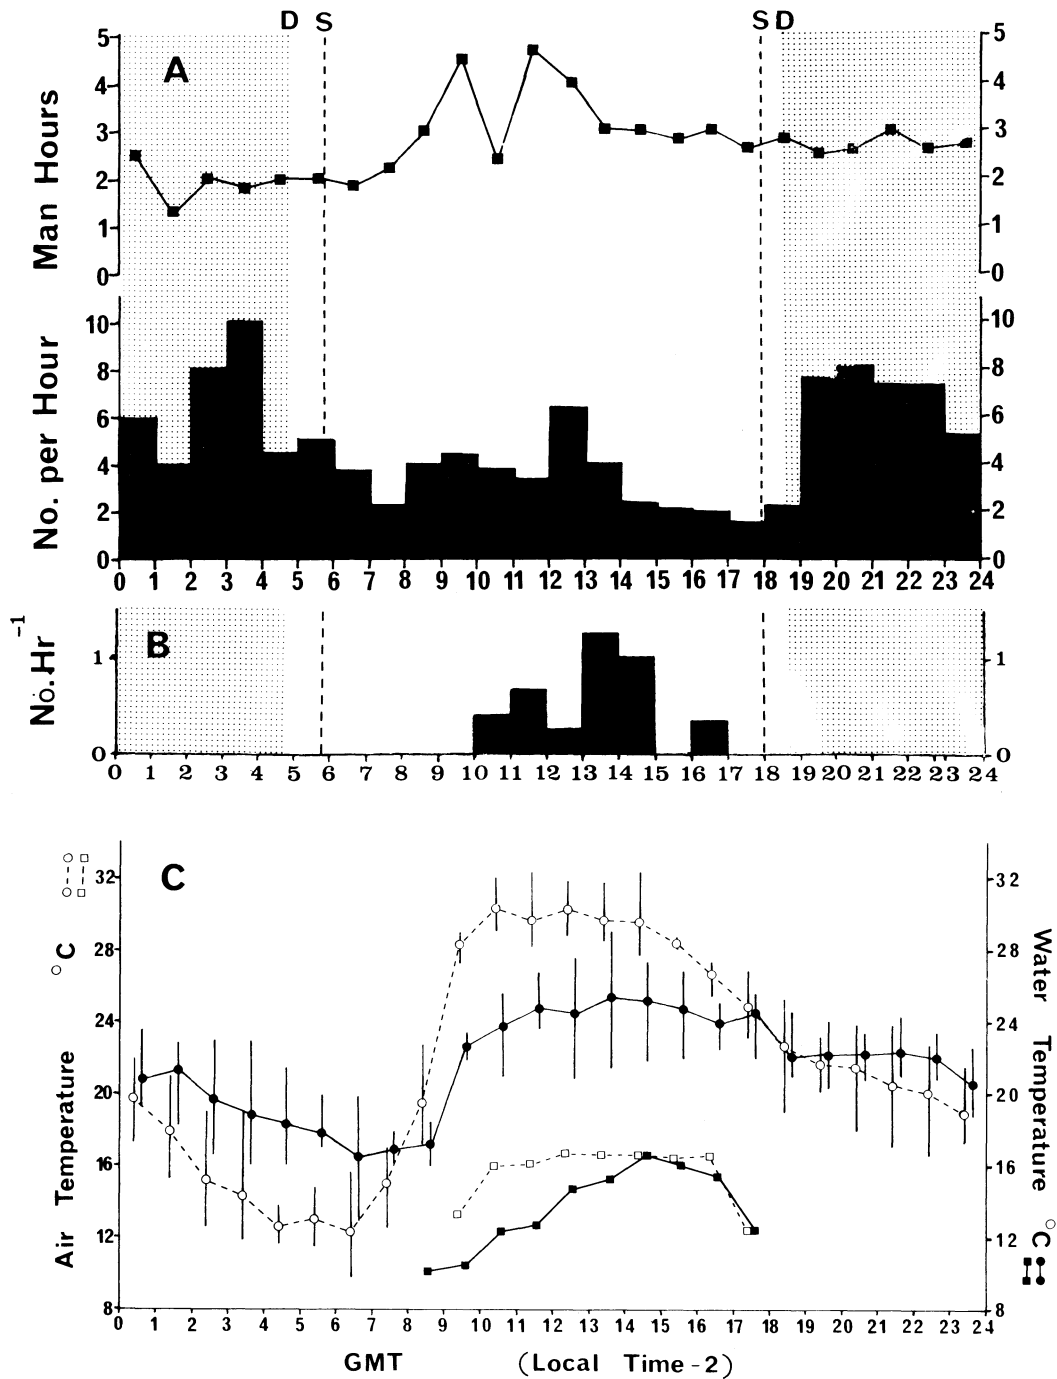 D S S D
A
Man Hours
5 4 3 2 1 0
5 4 3 2 1 0
No. per Hour
10 8 6 4 2 0
10 8 6 4 2 0
0 1 2 3 4 5 6 7 8 9 10 11 12 13 14 15 16 17 18 19 20 21 22 23 24
B
No.Hr -1
1 0
1 0
0 1 2 3 4 5 6 7 8 9 10 11 12 13 14 15 16 17 18 19 20 21 22 23 24
C
Air Temperature °C
32 28 24 20 16 12 8
32 28 24 20 16 12 8
Water Temperature °C
0 1 2 3 4 5 6 7 8 9 10 11 12 13 14 15 16 17 18 19 20 21 22 23 24
GMT (Local Time-2)